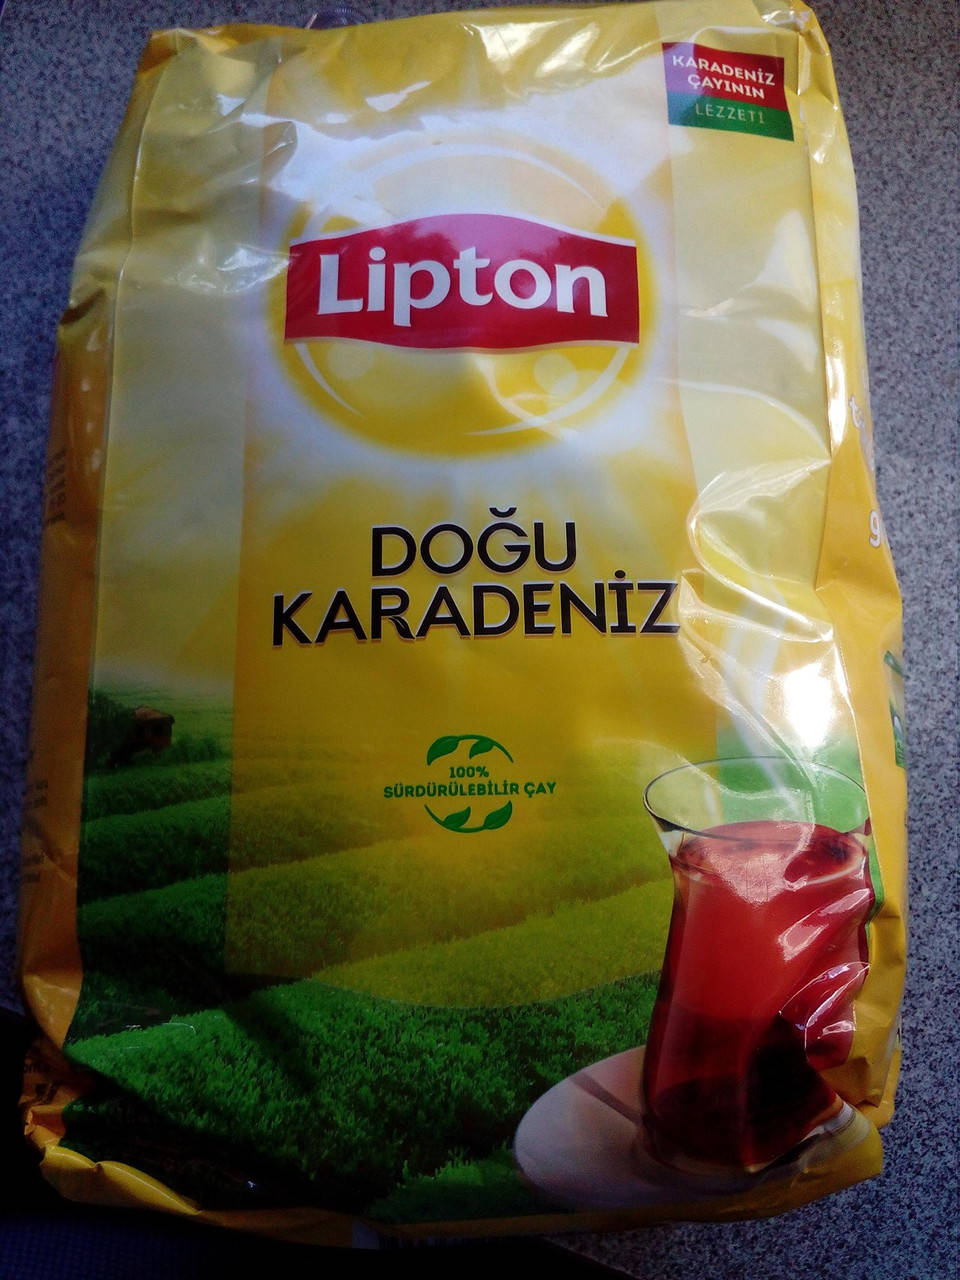 KARADENİZ
ÇAYININ
LEZZETİ
Lipton
DOĞU
KARADENİZ
100%
SÜRDÜRÜLEBİLİR ÇAY